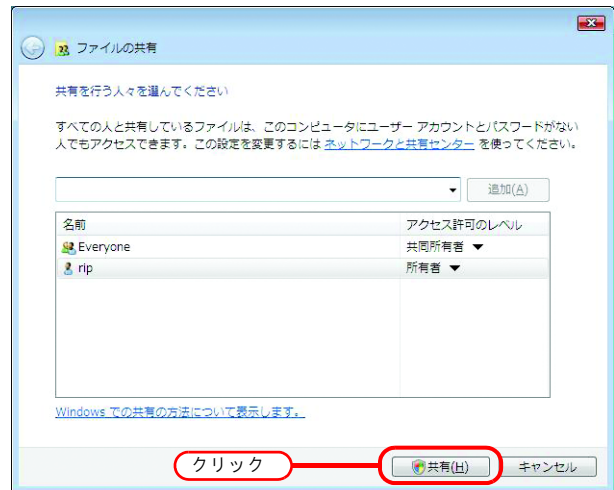 ファイルの共有
共有を行う人々を選んでください
すべての人と共有しているファイルは、このコンピュータにユーザー アカウントとパスワードがない
人でもアクセスできます。この設定を変更するには ネットワークと共有センター を使ってください。
追加(A)
名前 アクセス許可のレベル
Everyone 共同所有者
rip 所有者
Windows での共有の方法について表示します。
クリック 共有(H) キャンセル